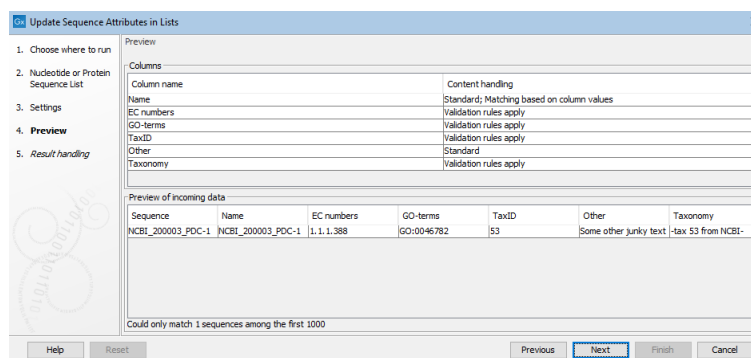 Gx Update Sequence Attributes in Lists
1. Choose where to run
2. Nucleotide or Protein
Sequence List
3. Settings
4. Preview
5. Result handling
Preview
Columns
Column name Content handling
Name Standard; Matching based on column values
EC numbers Validation rules apply
GO-terms Validation rules apply
TaxID Validation rules apply
Other Standard
Taxonomy Validation rules apply
Preview of incoming data
Sequence Name EC numbers GO-terms TaxID Other Taxonomy
NCBI_200003_PDC-1 NCBI_200003_PDC-1 1.1.1.388 GO:0046782 53 Some other junky text -tax 53 from NCBI-
Could only match 1 sequences among the first 1000
Help Reset Previous Next Finish Cancel